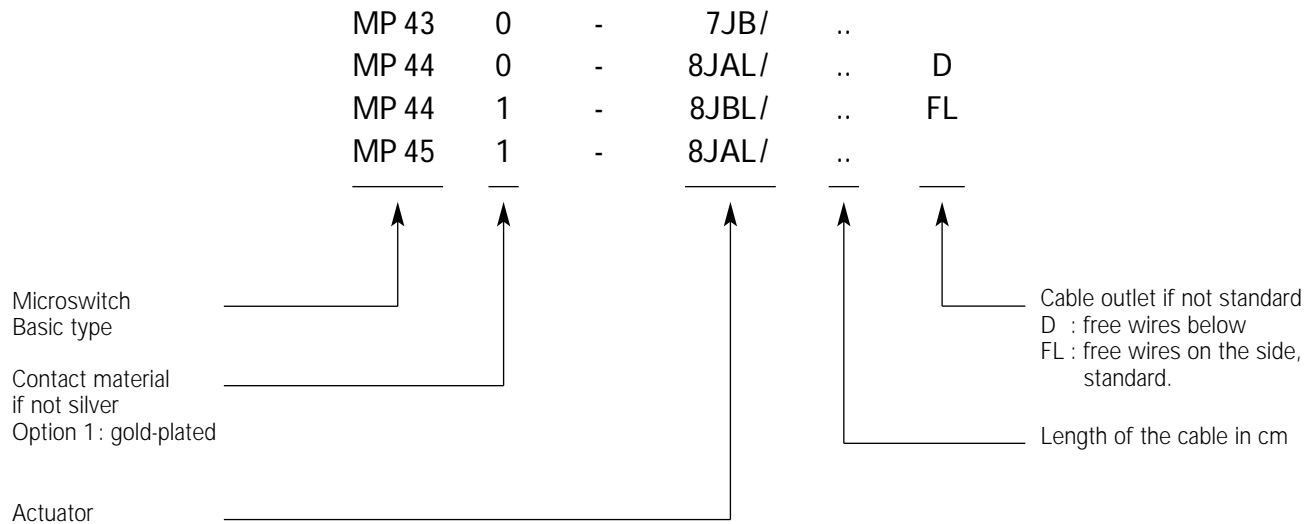 MP 43 0 - 7JB/ ..
MP 44 0 - 8JAL/ .. D
MP 44 1 - 8JBL/ .. FL
MP 45 1 - 8JAL/ ..
Microswitch
Basic type
Contact material
if not silver
Option 1 : gold-plated
Actuator
Cable outlet if not standard
D : free wires below
FL : free wires on the side,
standard.
Length of the cable in cm